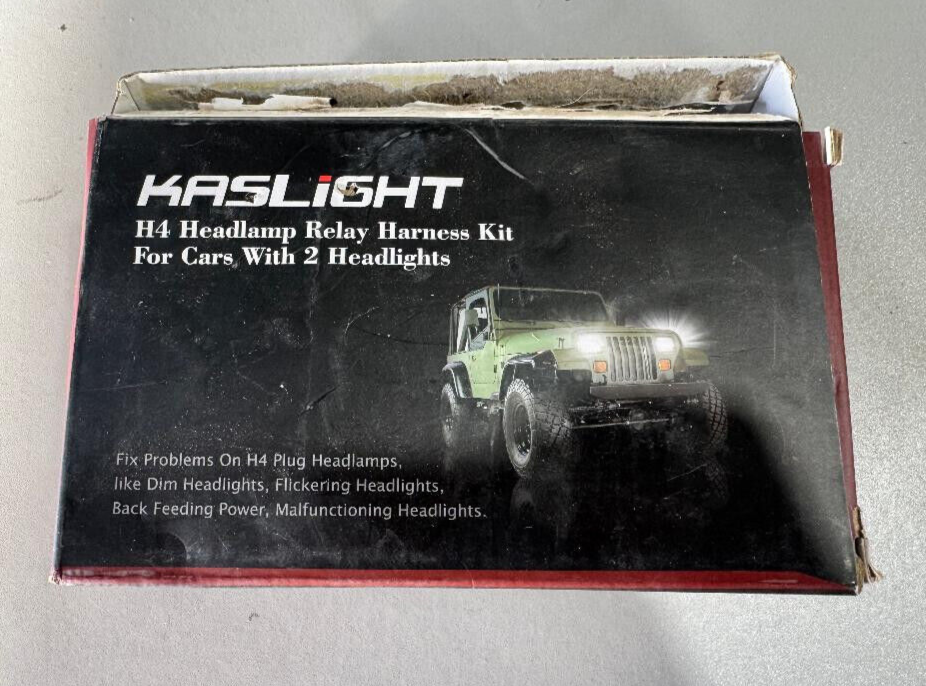 KASLiGHT
H4 Headlamp Relay Harness Kit
For Cars With 2 Headlights
Fix Problems On H4 Plug Headlamps,
like Dim Headlights, Flickering Headlights,
Back Feeding Power, Malfunctioning Headlights.